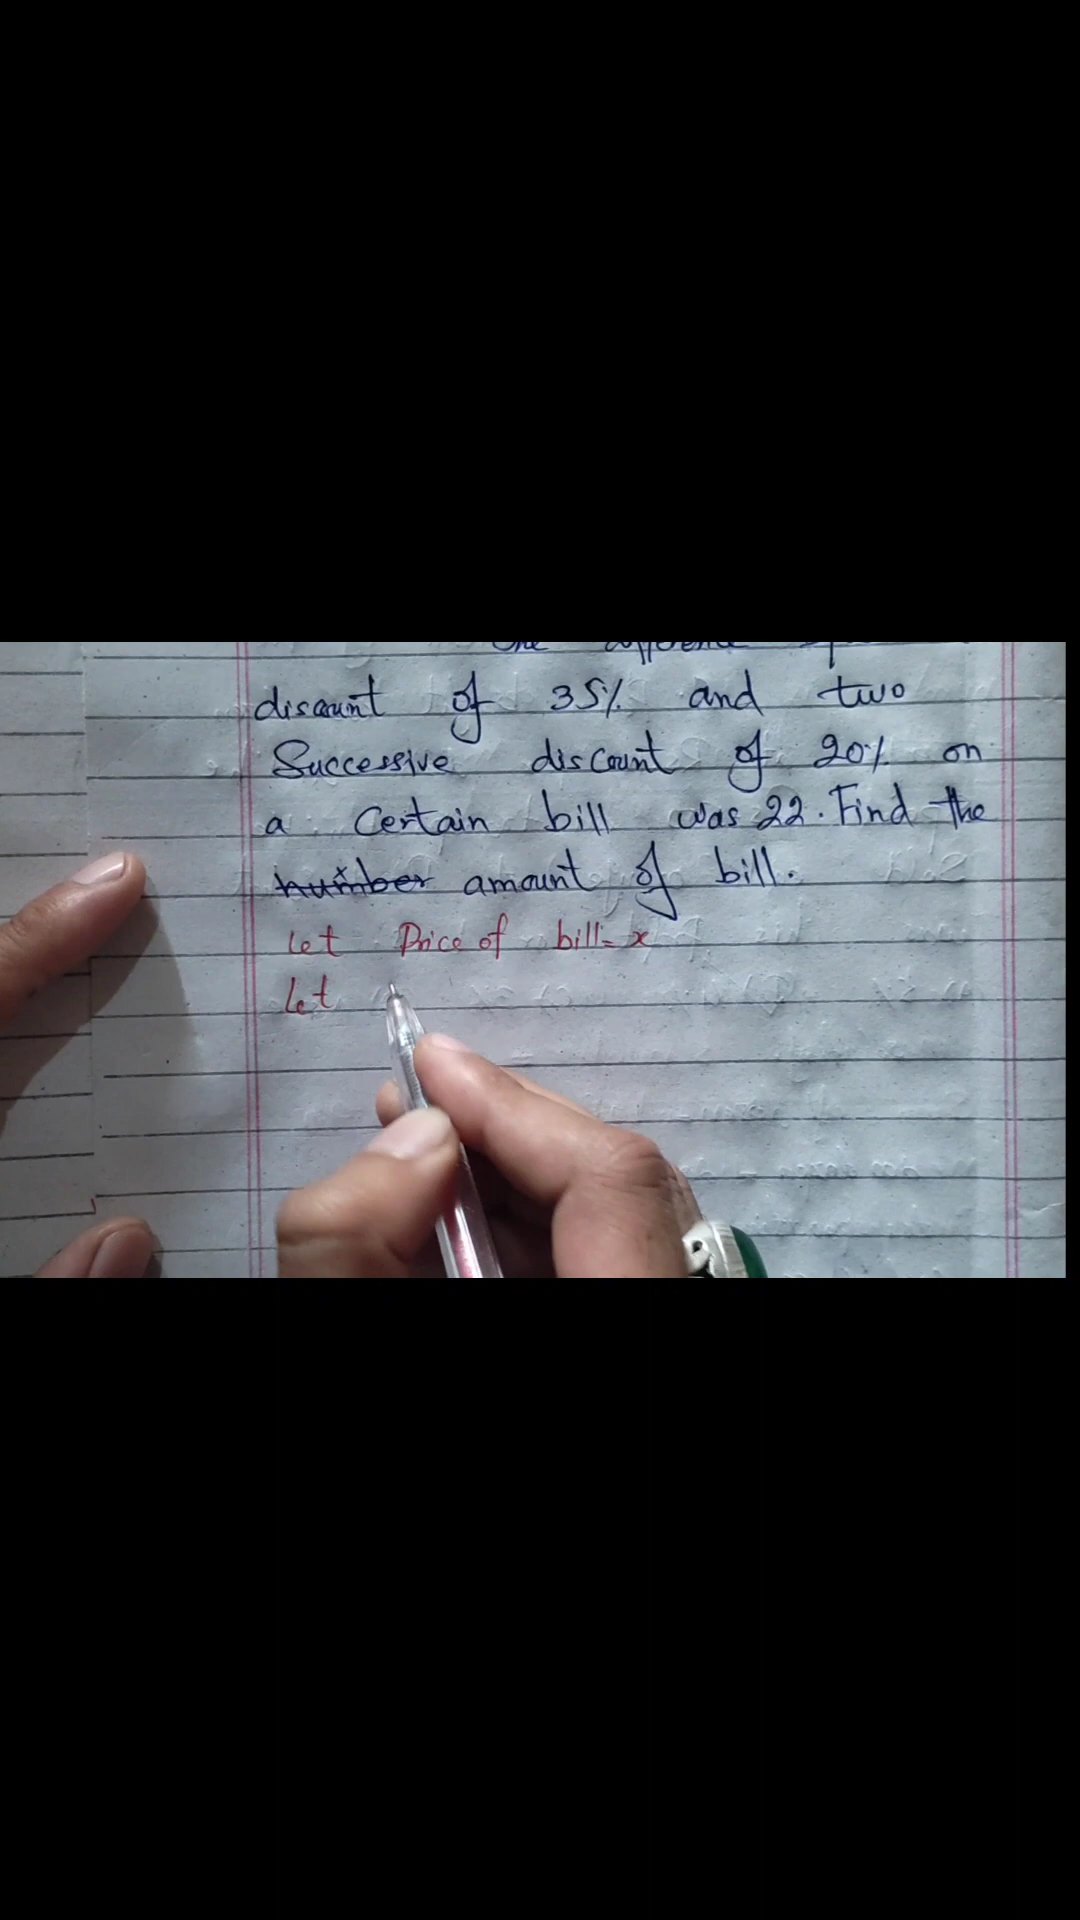 discount of 35% and two
Successive discount of 20% on
a certain bill was 22. Find the
number amount of bill.
Let Price of bill = x
Let